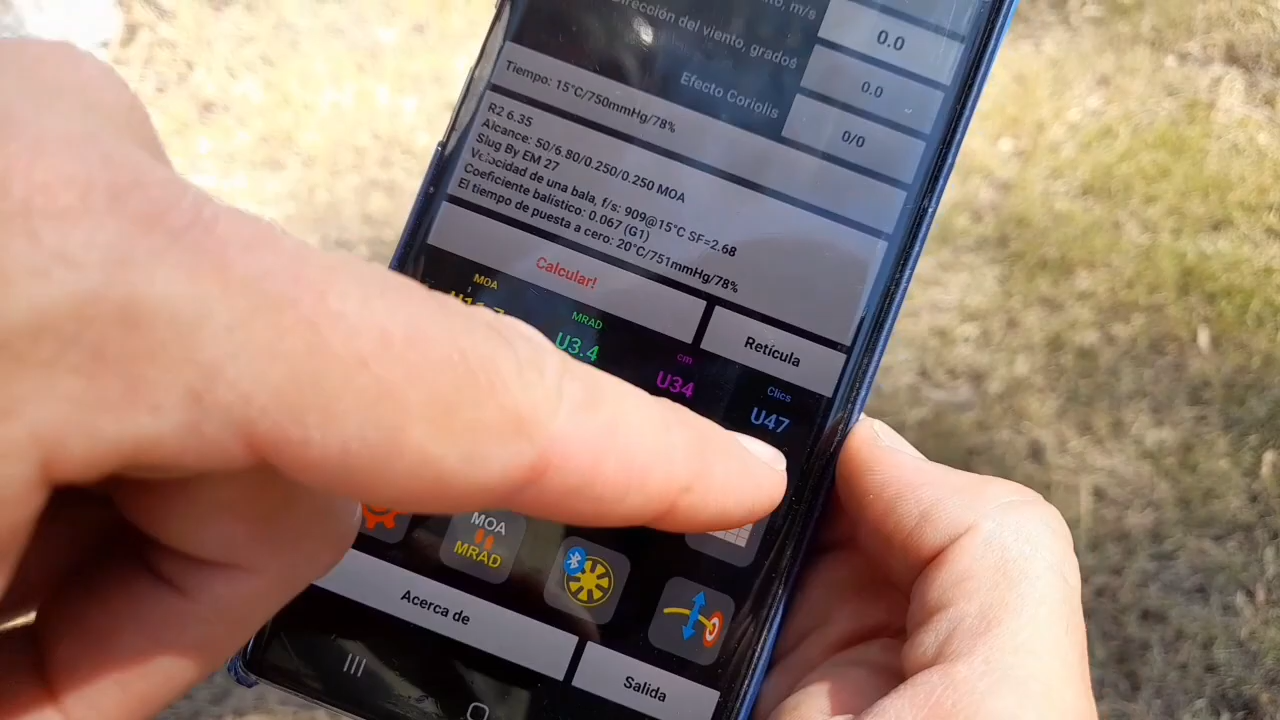 m/s
0.0
Dirección del viento, grados
0.0
Efecto Coriolis
0/0
Tiempo: 15°C/750mmHg/78%
R2 6.35
Alcance: 50/6.80/0.250/0.250 MOA
Slug By EM 27
Velocidad de una bala, f/s: 909@15°C SF=2.68
Coeficiente balístico: 0.067 (G1)
El tiempo de puesta a cero: 20°C/751mmHg/78%
Calcular!
Retícula
MOA
MRAD
U3.4
cm
U34
Clics
U47
MOA
MRAD
Acerca de
Salida